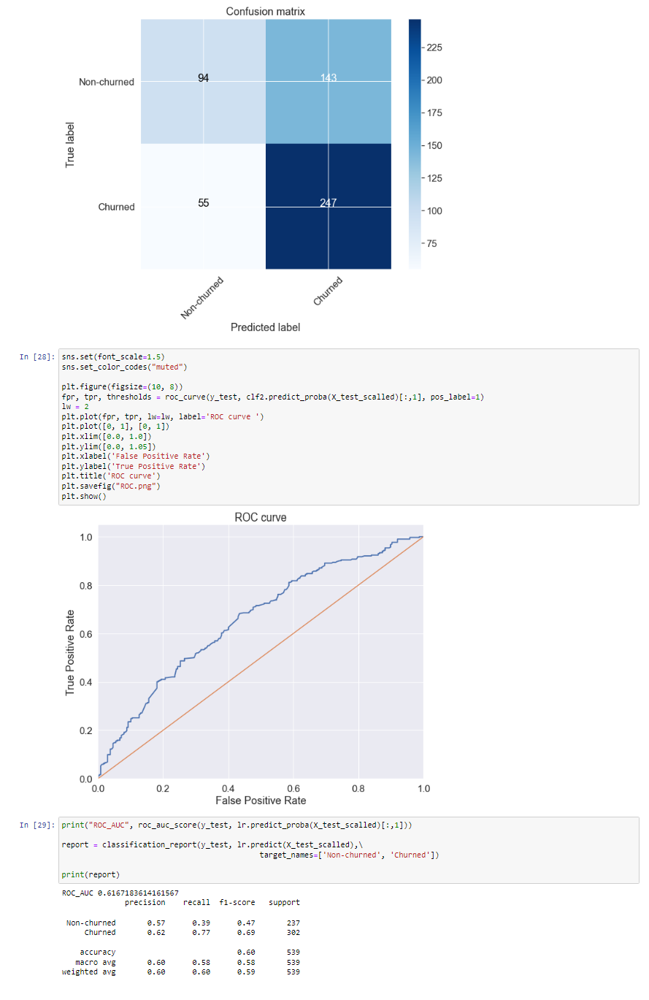 Confusion matrix
94
143
Non-churned
55
247
Churned
True label
225
200
175
150
125
100
75
Non-churned
Churned
Predicted label
In [28]:
sns.set(font_scale=1.5)
sns.set_color_codes("muted")
plt.figure(figsize=(10, 8))
fpr, tpr, thresholds = roc_curve(y_test, clf2.predict_proba(X_test_scalled)[:,1], pos_label=1)
lw = 2
plt.plot(fpr, tpr, lw=lw, label='ROC curve ')
plt.plot([0, 1], [0, 1])
plt.xlim([0.0, 1.0])
plt.ylim([0.0, 1.05])
plt.xlabel('False Positive Rate')
plt.ylabel('True Positive Rate')
plt.title('ROC curve')
plt.savefig("ROC.png")
plt.show()
ROC curve
1.0
0.8
0.6
0.4
0.2
0.0
True Positive Rate
0.0 0.2 0.4 0.6 0.8 1.0
False Positive Rate
In [29]:
print("ROC_AUC", roc_auc_score(y_test, lr.predict_proba(X_test_scalled)[:,1]))
report = classification_report(y_test, lr.predict(X_test_scalled),\
target_names=['Non-churned', 'Churned'])
print(report)
ROC_AUC 0.6167183614161567
precision recall f1-score support
Non-churned 0.57 0.39 0.47 237
Churned 0.62 0.77 0.69 302
accuracy 0.60 539
macro avg 0.60 0.58 0.58 539
weighted avg 0.60 0.60 0.59 539